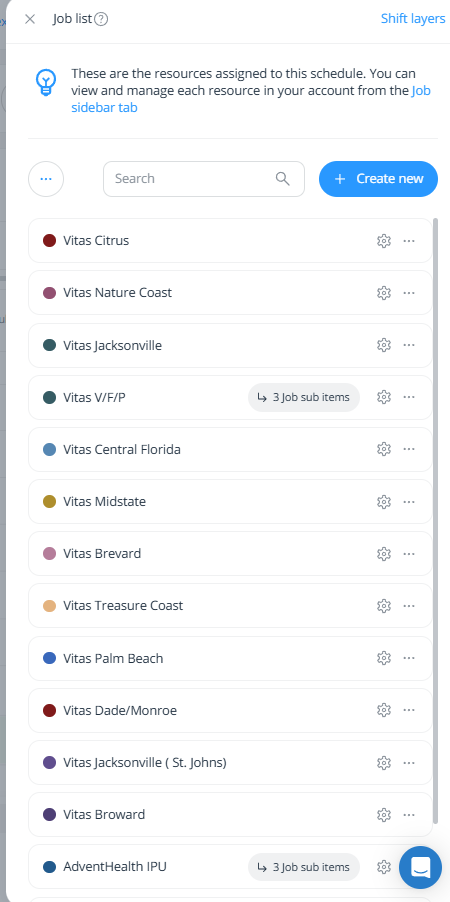 Job list
Shift layers
These are the resources assigned to this schedule. You can
view and manage each resource in your account from the Job
sidebar tab
Search
Create new
Vitas Citrus
Vitas Nature Coast
Vitas Jacksonville
Vitas V/F/P
3 Job sub items
Vitas Central Florida
Vitas Midstate
Vitas Brevard
Vitas Treasure Coast
Vitas Palm Beach
Vitas Dade/Monroe
Vitas Jacksonville ( St. Johns)
Vitas Broward
AdventHealth IPU
3 Job sub items